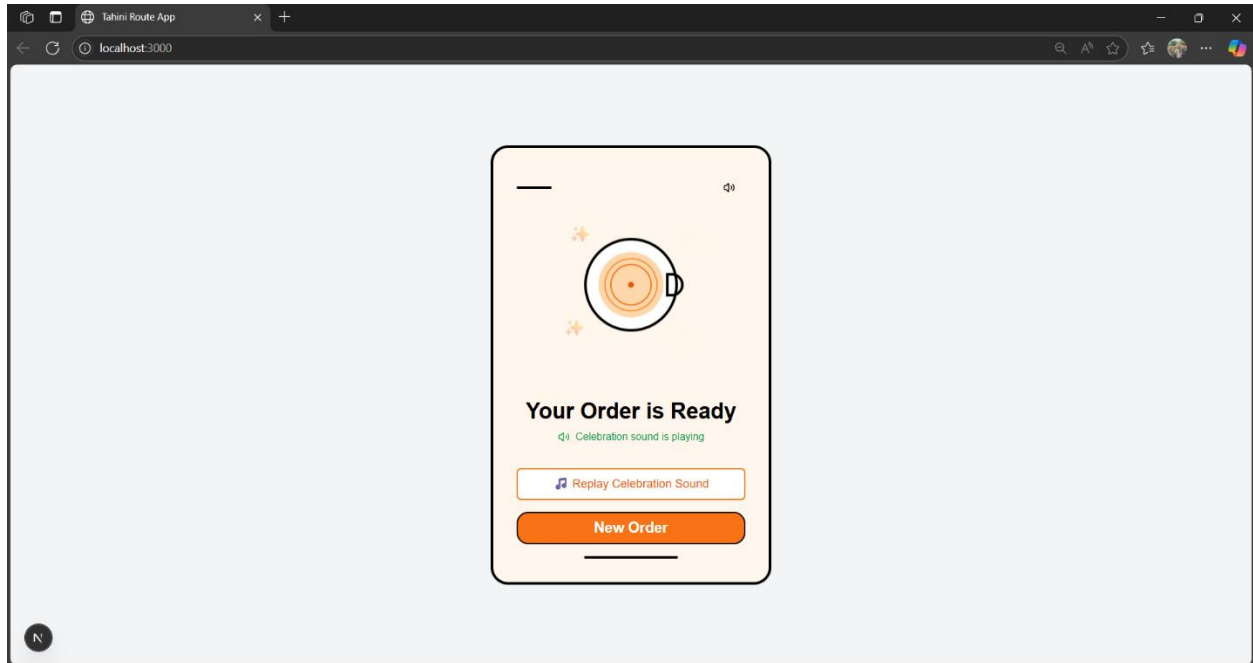 Tahini Route App
localhost:3000
Your Order is Ready
Celebration sound is playing
Replay Celebration Sound
New Order
N